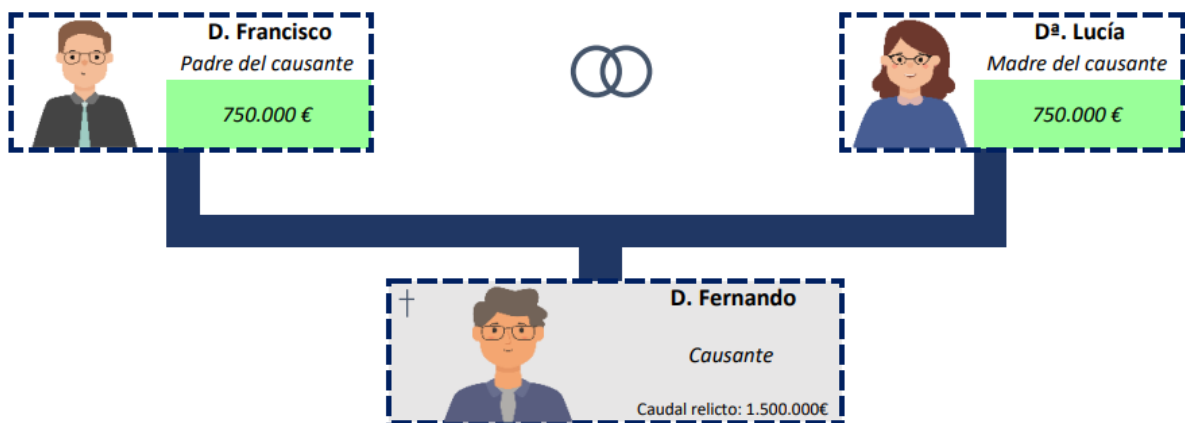 D. Francisco
Padre del causante
750.000 €
Dª. Lucía
Madre del causante
750.000 €
D. Fernando
Causante
Caudal relicto: 1.500.000€